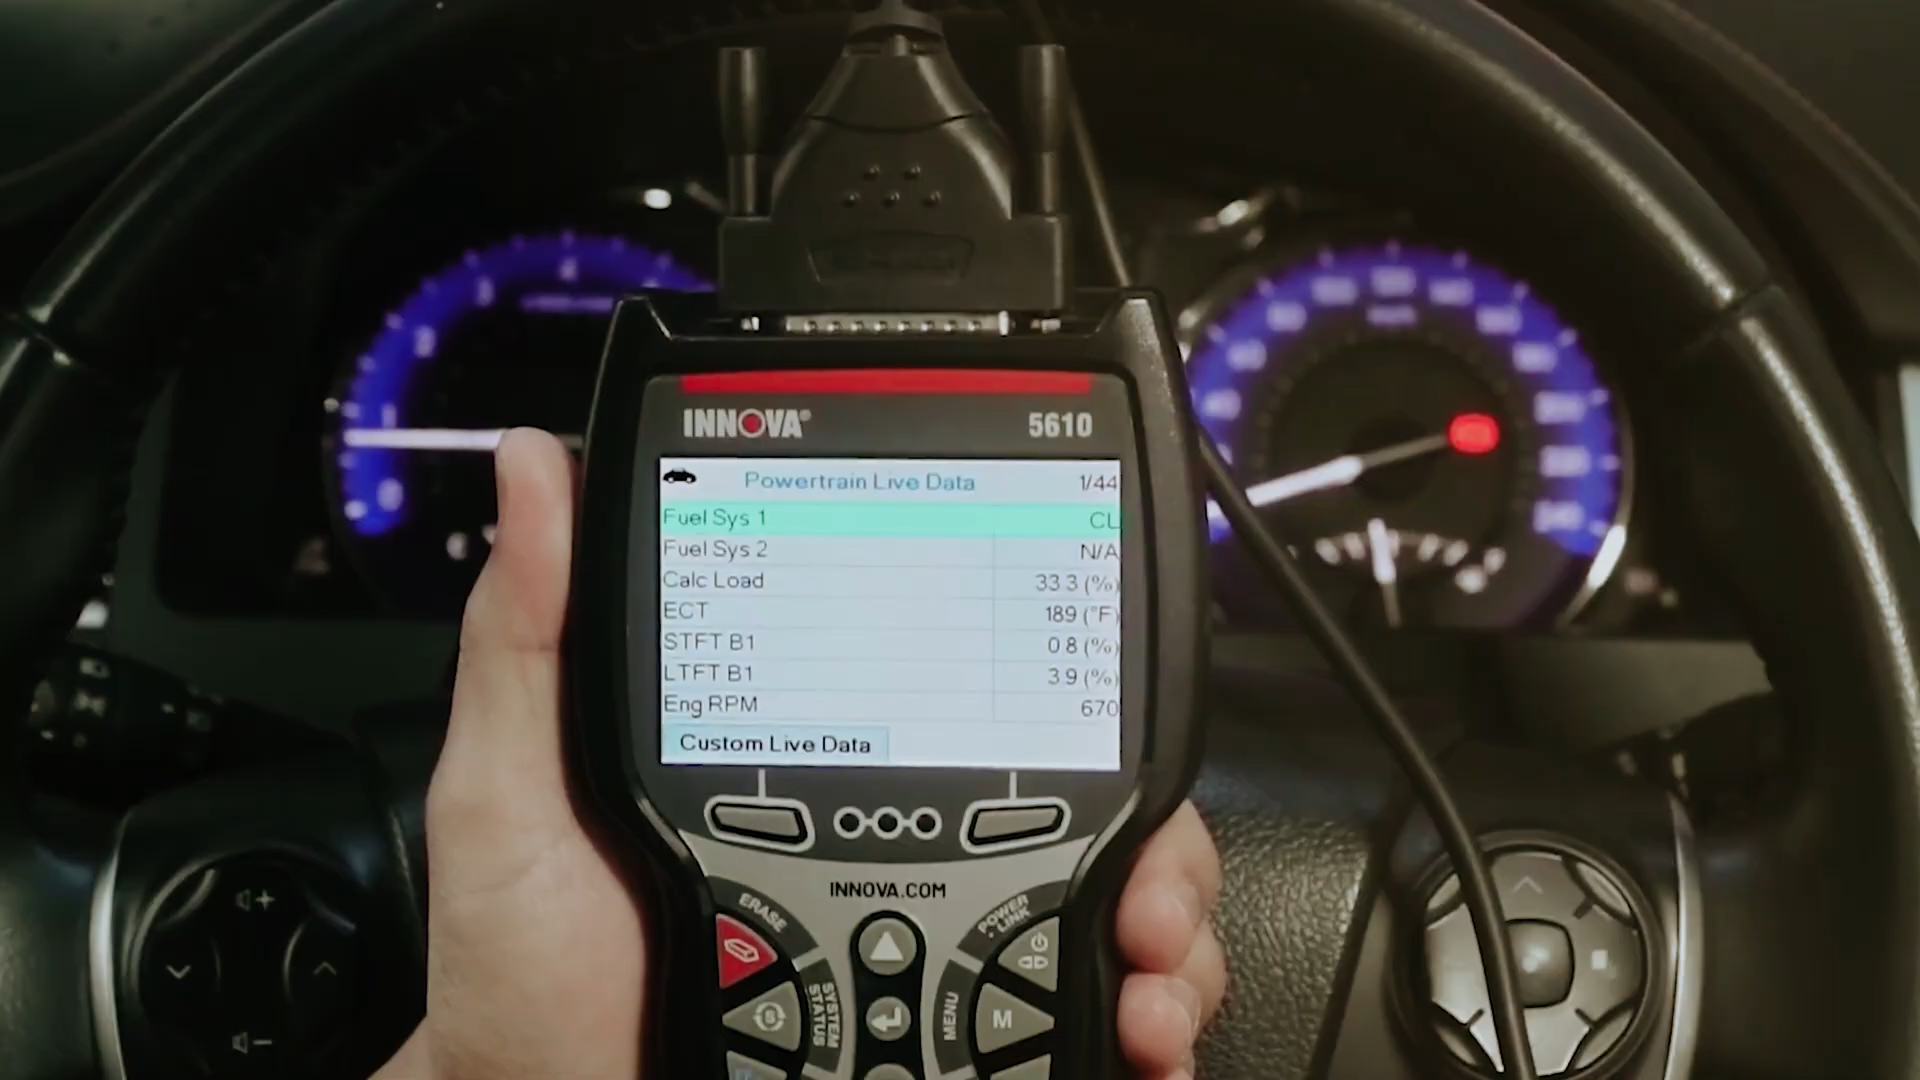 INNOVA® 5610
Powertrain Live Data 1/44
Fuel Sys 1 CL
Fuel Sys 2 N/A
Calc Load 33.3 (%)
ECT 189 (°F)
STFT B1 0.8 (%)
LTFT B1 3.9 (%)
Eng RPM 670
Custom Live Data
INNOVA.COM
ERASE
POWER
LINK
SYSTEM
STATUS
MENU
M